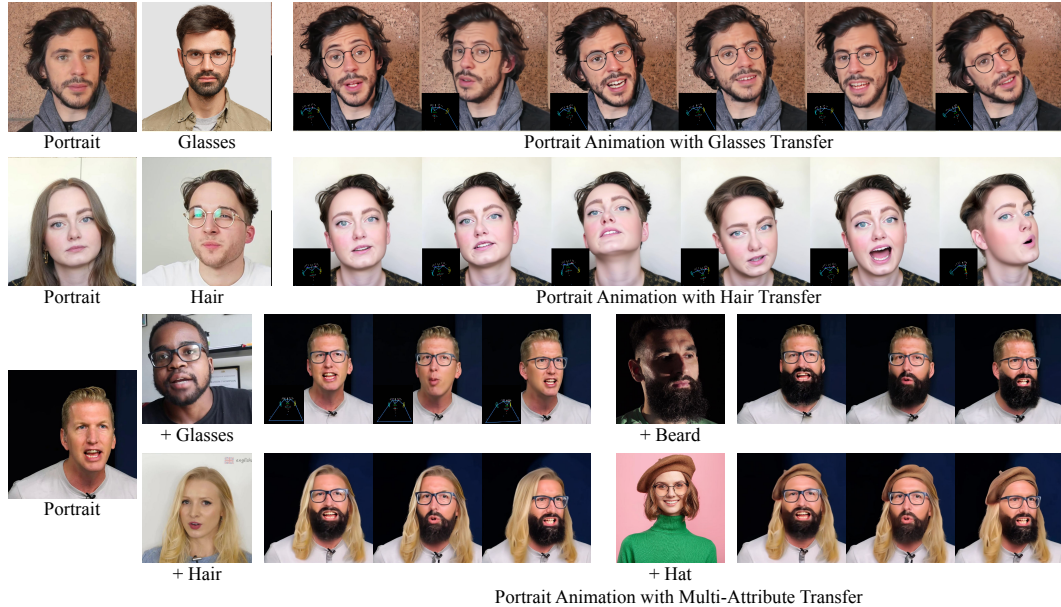 Portrait
Glasses
Portrait Animation with Glasses Transfer
Portrait
Hair
Portrait Animation with Hair Transfer
Portrait
+ Glasses
+ Beard
+ Hair
+ Hat
Portrait Animation with Multi-Attribute Transfer